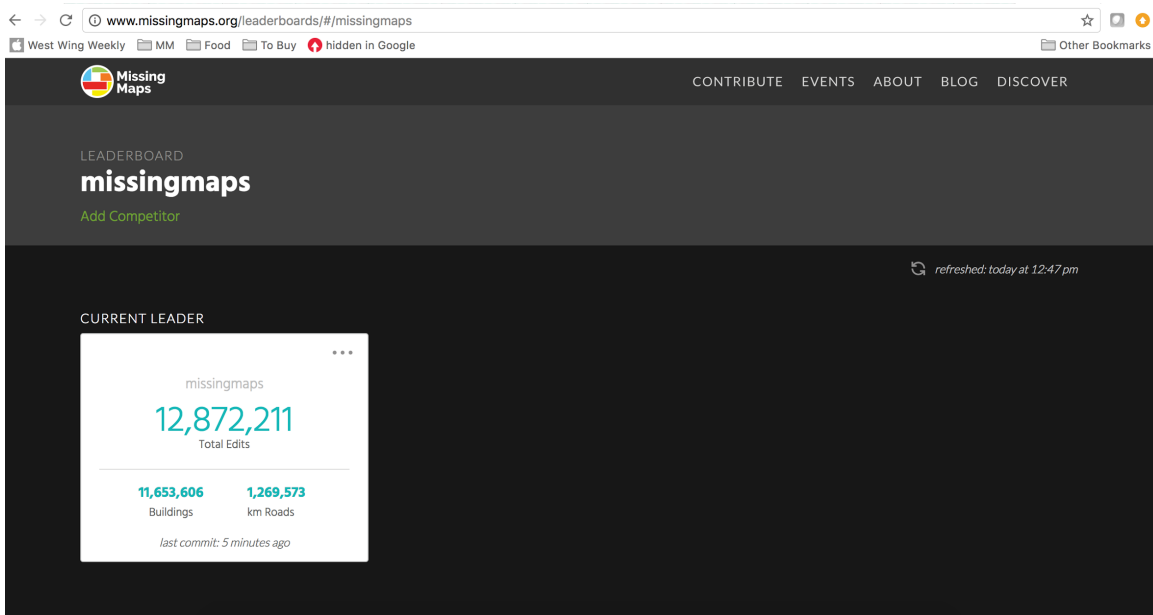 www.missingmaps.org/leaderboards/#/missingmaps
West Wing Weekly MM Food To Buy hidden in Google Other Bookmarks
Missing
Maps
CONTRIBUTE EVENTS ABOUT BLOG DISCOVER
LEADERBOARD
missingmaps
Add Competitor
refreshed: today at 12:47 pm
CURRENT LEADER
missingmaps
12,872,211
Total Edits
11,653,606 1,269,573
Buildings km Roads
last commit: 5 minutes ago